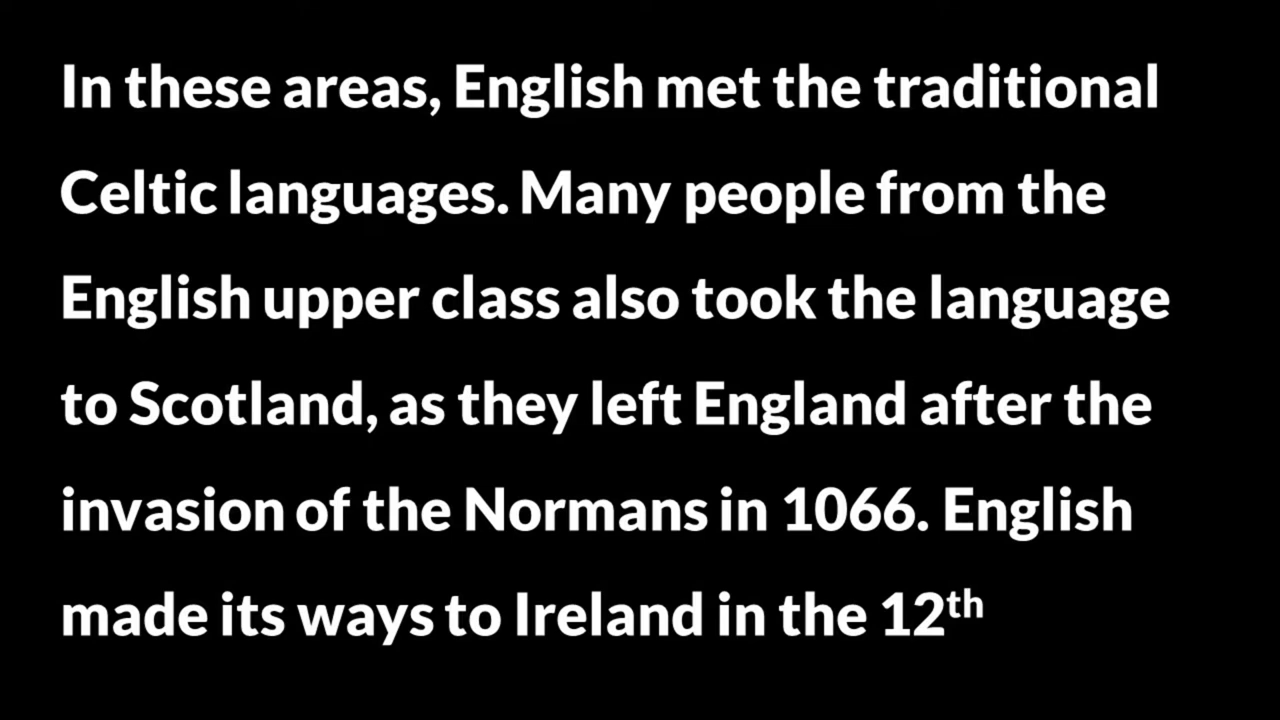 In these areas, English met the traditional
Celtic languages. Many people from the
English upper class also took the language
to Scotland, as they left England after the
invasion of the Normans in 1066. English
made its ways to Ireland in the 12th